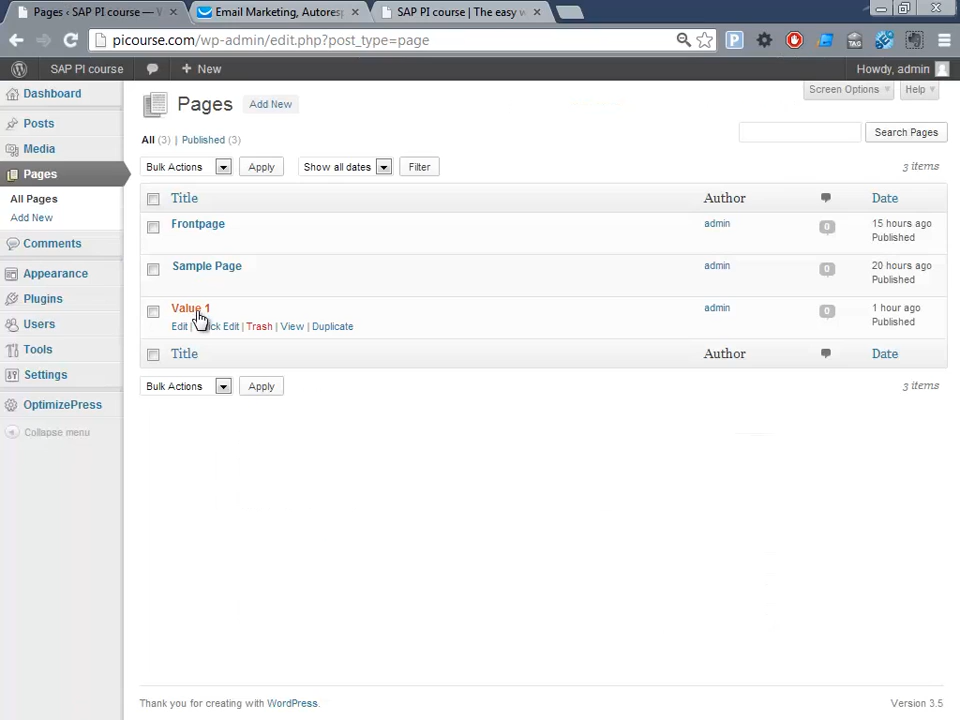 Pages ‹ SAP PI course — W
Email Marketing, Autoresp
SAP PI course | The easy w
picourse.com/wp-admin/edit.php?post_type=page
SAP PI course
+ New
Howdy, admin
Dashboard
Posts
Media
Pages
All Pages
Add New
Comments
Appearance
Plugins
Users
Tools
Settings
OptimizePress
Collapse menu
Pages Add New
Screen Options
Help
All (3) | Published (3)
Search Pages
Bulk Actions Apply Show all dates Filter 3 items
Title Author Date
Frontpage admin 0 15 hours ago
Published
Sample Page admin 0 20 hours ago
Published
Value 1 admin 0 1 hour ago
Edit | Edit | Trash | View | Duplicate Published
Title Author Date
Bulk Actions Apply 3 items
Thank you for creating with WordPress. Version 3.5